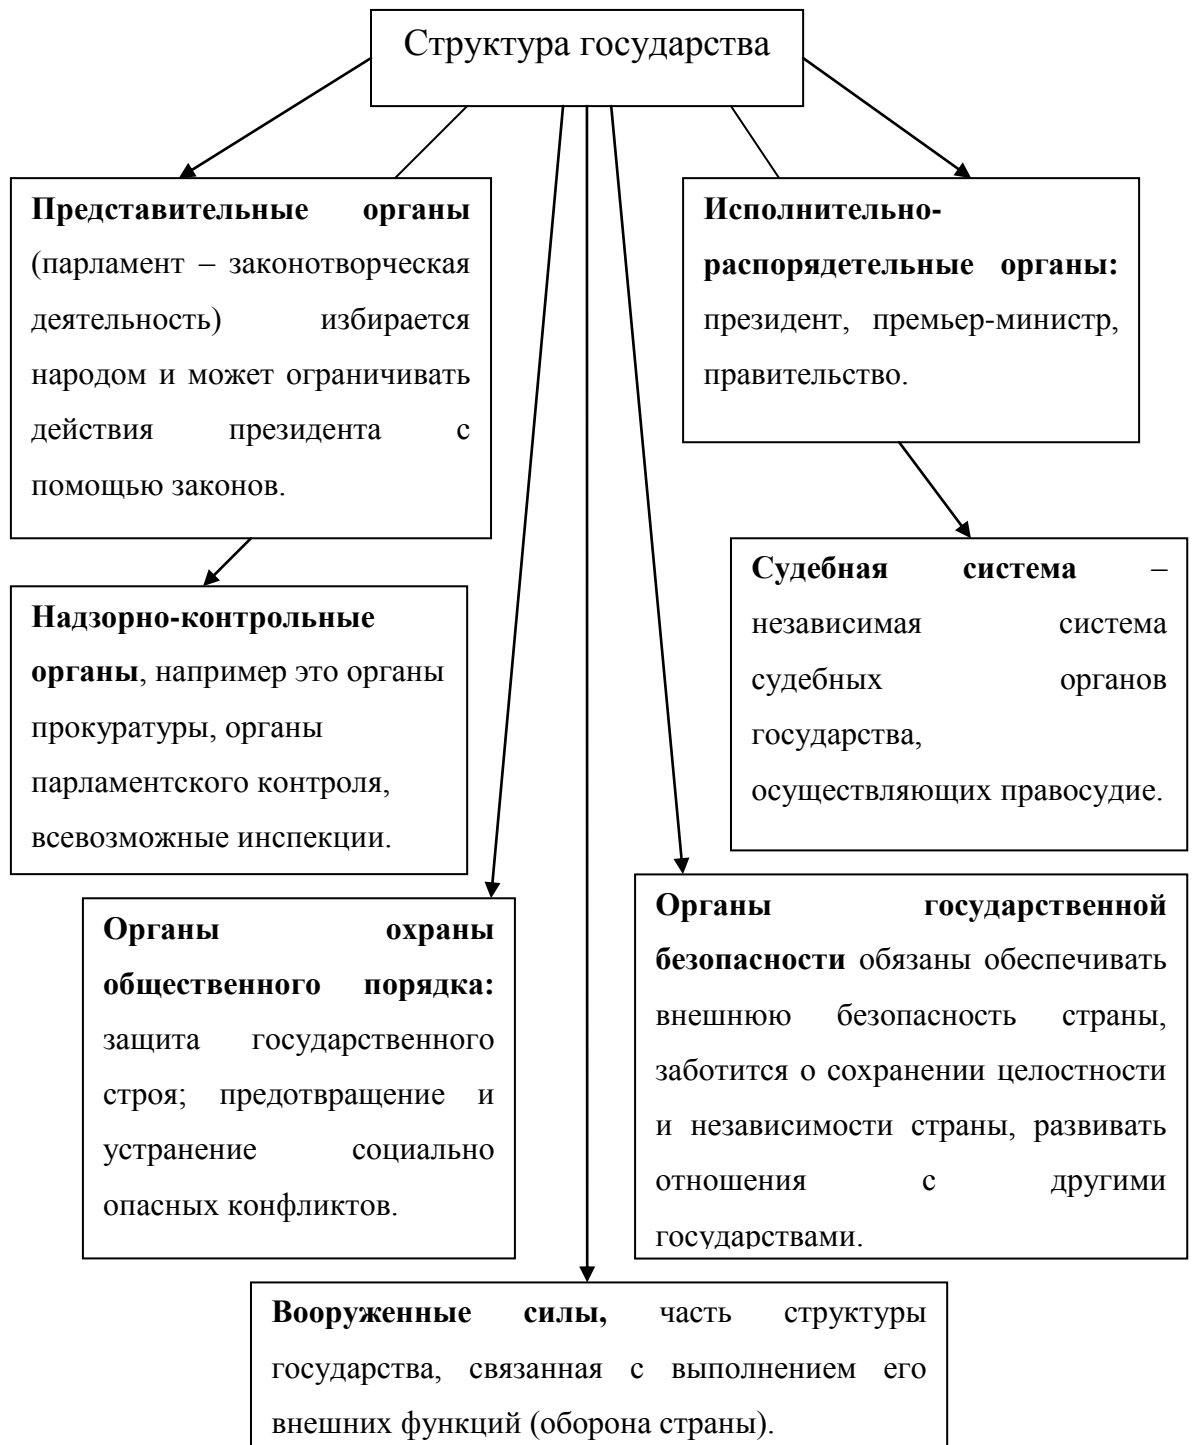 Структура государства
Представительные органы
(парламент – законотворческая
деятельность) избирается
народом и может ограничивать
действия президента с
помощью законов.
Исполнительно-
распорядетельные органы:
президент, премьер-министр,
правительство.
Надзорно-контрольные
органы, например это органы
прокуратуры, органы
парламентского контроля,
всевозможные инспекции.
Судебная система –
независимая система
судебных органов
государства,
осуществляющих правосудие.
Органы охраны
общественного порядка:
защита государственного
строя; предотвращение и
устранение социально
опасных конфликтов.
Органы государственной
безопасности обязаны обеспечивать
внешнюю безопасность страны,
заботится о сохранении целостности
и независимости страны, развивать
отношения с другими
государствами.
Вооруженные силы, часть структуры
государства, связанная с выполнением его
внешних функций (оборона страны).